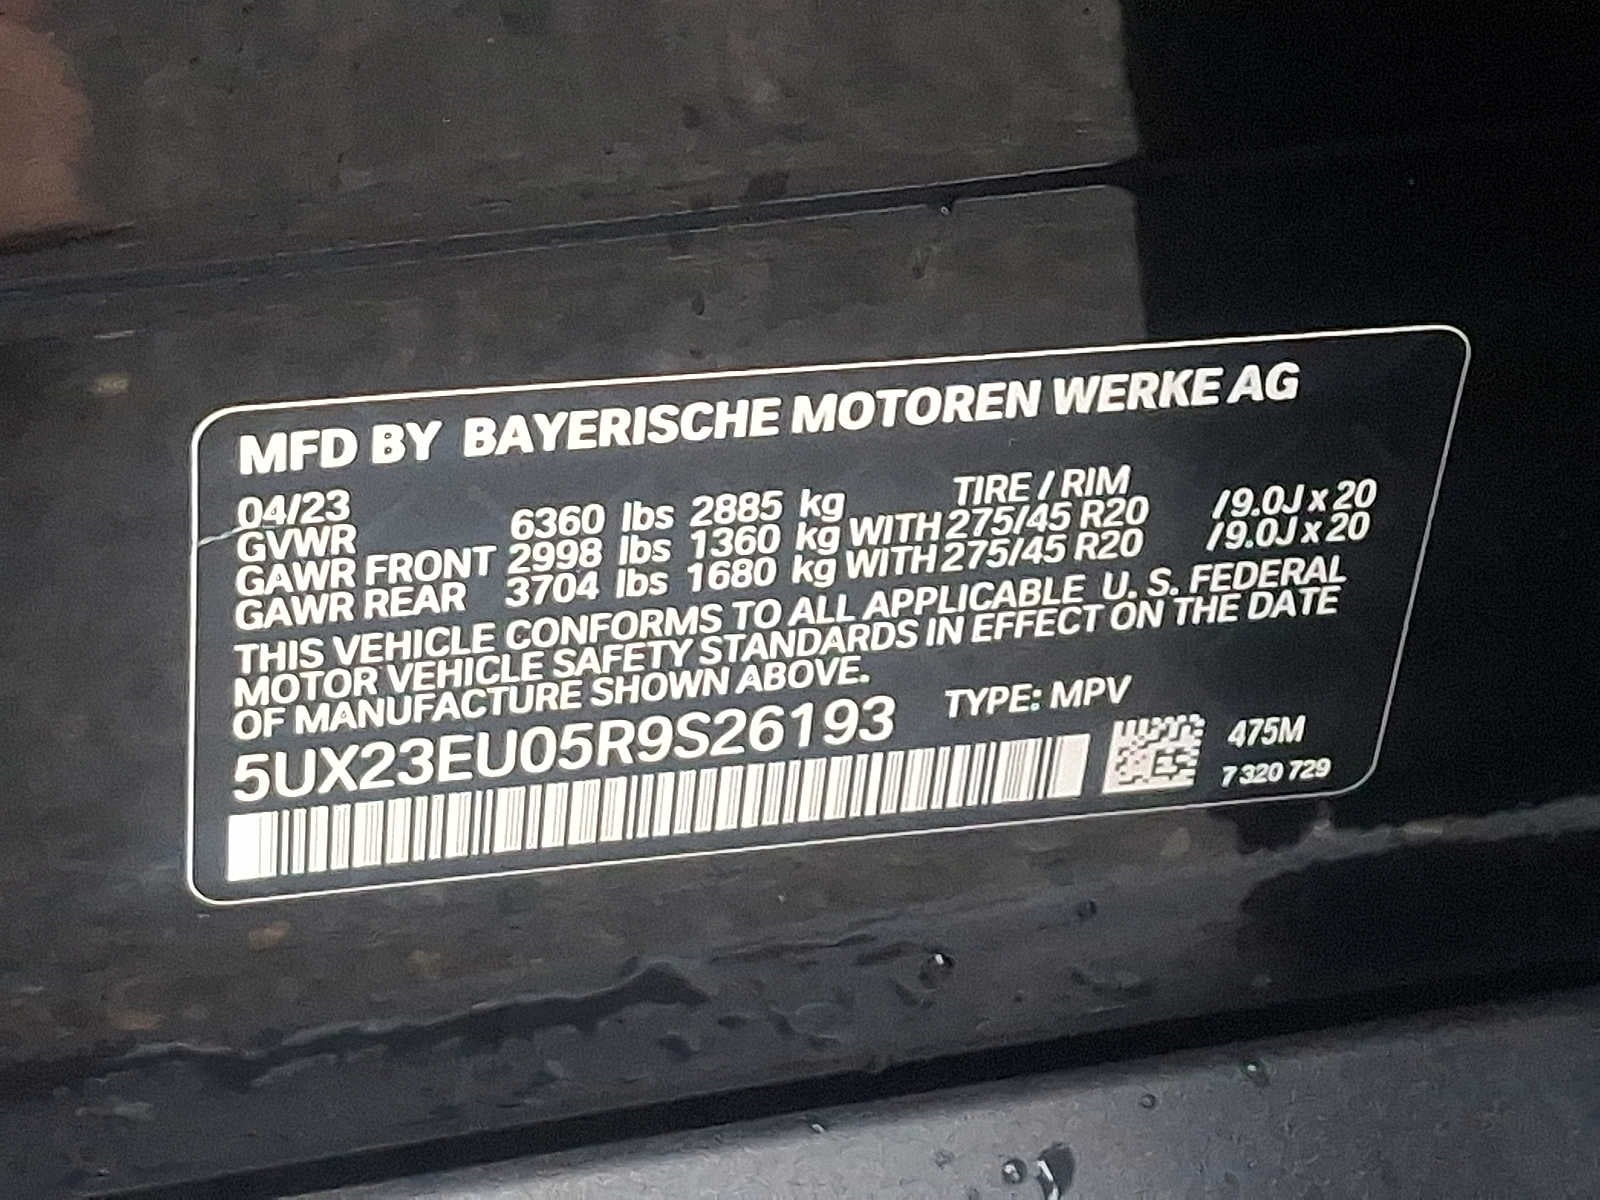 MFD BY BAYERISCHE MOTOREN WERKE AG
04/23 TIRE / RIM
GVWR 6360 lbs 2885 kg
GAWR FRONT 2998 lbs 1360 kg WITH 275/45 R20 /9.0J x 20
GAWR REAR 3704 lbs 1680 kg WITH 275/45 R20 /9.0J x 20
THIS VEHICLE CONFORMS TO ALL APPLICABLE U. S. FEDERAL
MOTOR VEHICLE SAFETY STANDARDS IN EFFECT ON THE DATE
OF MANUFACTURE SHOWN ABOVE.
5UX23EU05R9S26193 TYPE: MPV
475M
7 320 729